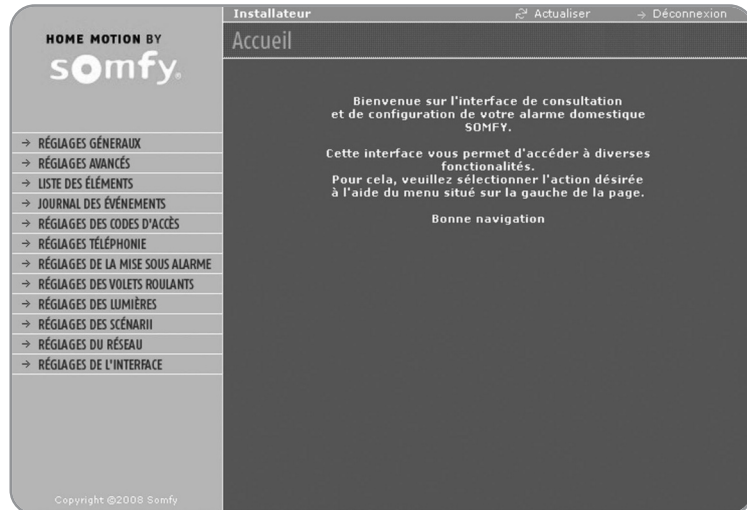 HOME MOTION BY
somfy.
Installateur
Actualiser
→ Déconnexion
Accueil
→ RÉGLAGES GÉNERAUX
→ RÉGLAGES AVANCÉS
→ LISTE DES ÉLÉMENTS
→ JOURNAL DES ÉVÉNEMENTS
→ RÉGLAGES DES CODES D'ACCÈS
→ RÉGLAGES TÉLÉPHONIE
→ RÉGLAGES DE LA MISE SOUS ALARME
→ RÉGLAGES DES VOLETS ROULANTS
→ RÉGLAGES DES LUMIÈRES
→ RÉGLAGES DES SCÉNARII
→ RÉGLAGES DU RÉSEAU
→ RÉGLAGES DE L'INTERFACE
Bienvenue sur l'interface de consultation
et de configuration de votre alarme domestique
SOMFY.
Cette interface vous permet d'accéder à diverses
fonctionalités.
Pour cela, veuillez sélectionner l'action désirée
à l'aide du menu situé sur la gauche de la page.
Bonne navigation
Copyright ©2008 Somfy